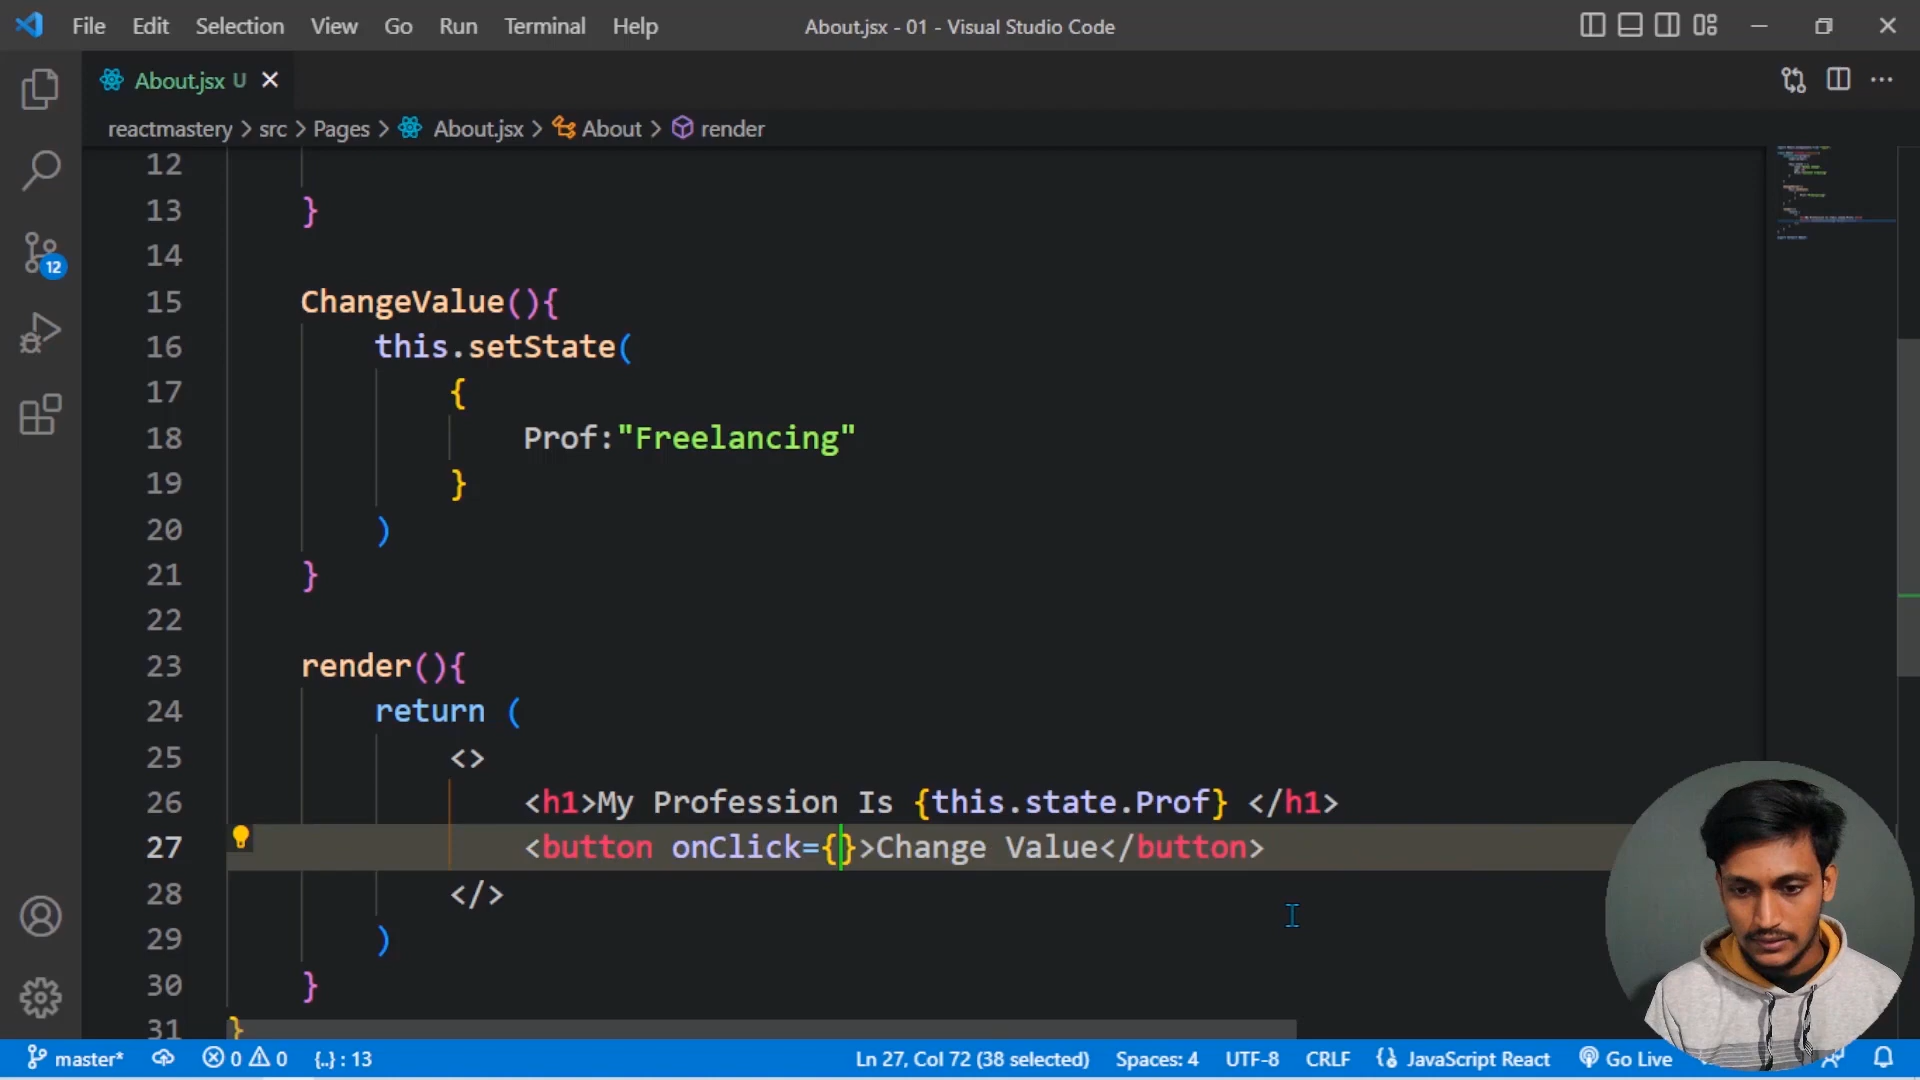 File Edit Selection View Go Run Terminal Help About.jsx - 01 - Visual Studio Code
About.jsx U
reactmastery > src > Pages > About.jsx > About > render
12
13 }
14
15 ChangeValue(){
16 this.setState(
17 {
18 Prof:"Freelancing"
19 }
20 )
21 }
22
23 render(){
24 return (
25 <>
26 <h1>My Profession Is {this.state.Prof} </h1>
27 <button onClick={}>Change Value</button>
28 </>
29 )
30 }
31 }
12
master* 0 0 {..} : 13 Ln 27, Col 72 (38 selected) Spaces: 4 UTF-8 CRLF JavaScript React Go Live